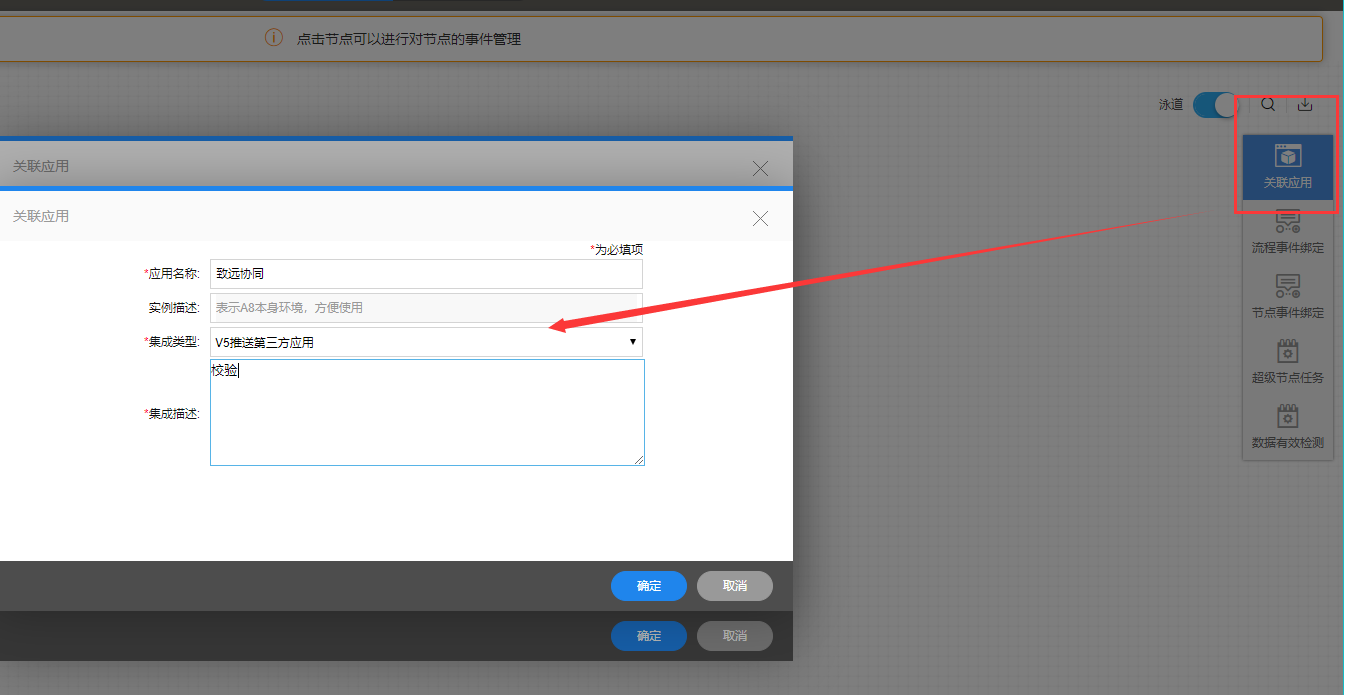 点击节点可以进行对节点的事件管理
泳道
关联应用
关联应用
*为必填项
*应用名称: 致远协同
实例描述: 表示A8本身环境，方便使用
*集成类型: V5推送第三方应用
*集成描述: 校验
确定 取消
确定 取消
关联应用
流程事件绑定
节点事件绑定
超级节点任务
数据有效检测